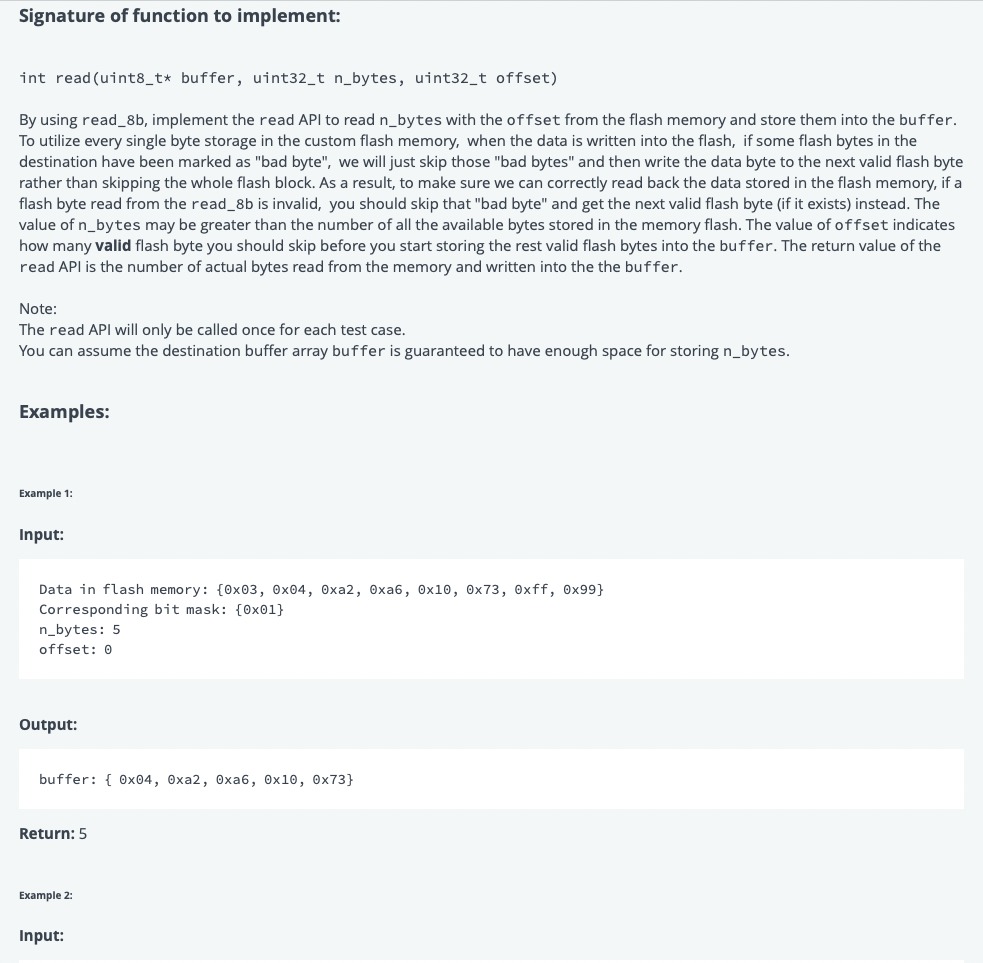 Signature of function to implement:
int read(uint8_t* buffer, uint32_t n_bytes, uint32_t offset)
By using read_8b, implement the read API to read n_bytes with the offset from the flash memory and store them into the buffer.
To utilize every single byte storage in the custom flash memory,  when the data is written into the flash,  if some flash bytes in the
destination have been marked as "bad byte",  we will just skip those "bad bytes" and then write the data byte to the next valid flash byte
rather than skipping the whole flash block. As a result, to make sure we can correctly read back the data stored in the flash memory, if a
flash byte read from the read_8b is invalid,  you should skip that "bad byte" and get the next valid flash byte (if it exists) instead. The
value of n_bytes may be greater than the number of all the available bytes stored in the memory flash. The value of offset indicates
how many valid flash byte you should skip before you start storing the rest valid flash bytes into the buffer. The return value of the
read API is the number of actual bytes read from the memory and written into the the buffer.
Note:
The read API will only be called once for each test case.
You can assume the destination buffer array buffer is guaranteed to have enough space for storing n_bytes.
Examples:
Example 1:
Input:
Data in flash memory: {0x03, 0x04, 0xa2, 0xa6, 0x10, 0x73, 0xff, 0x99}
Corresponding bit mask: {0x01}
n_bytes: 5
offset: 0
Output:
buffer: { 0x04, 0xa2, 0xa6, 0x10, 0x73}
Return: 5
Example 2:
Input: